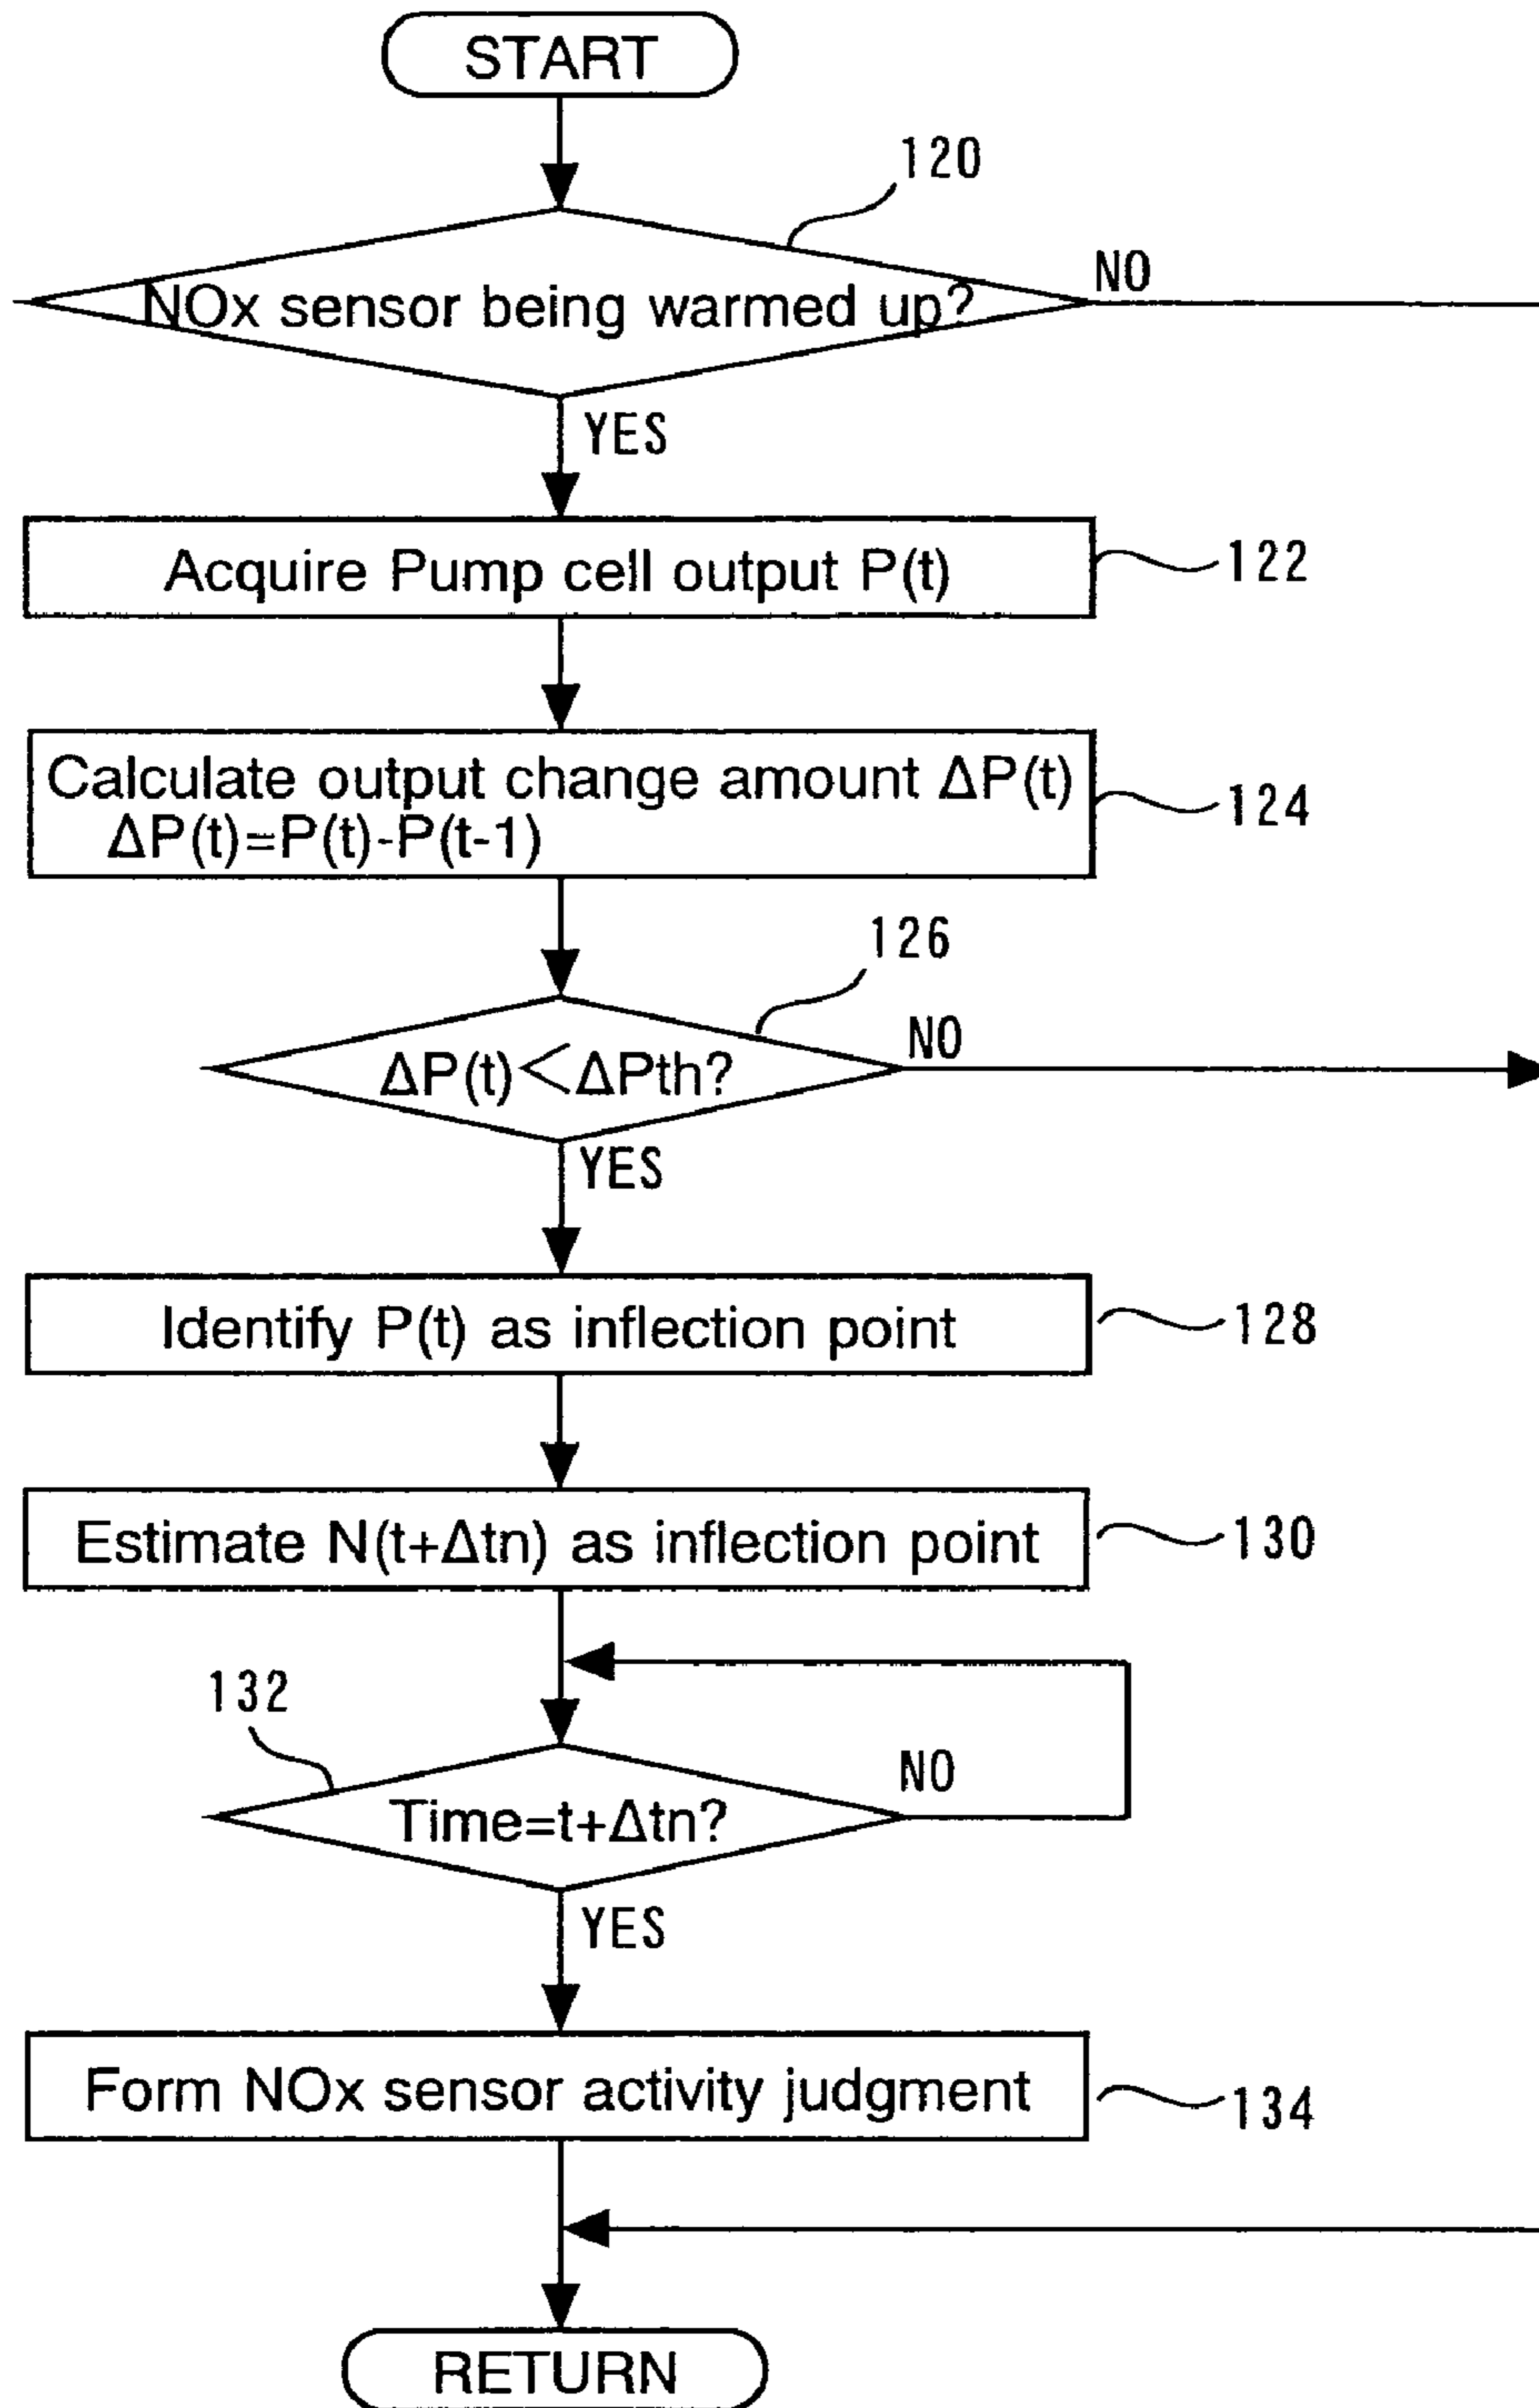 START
120
NO
NOx sensor being warmed up?
YES
Acquire Pump cell output P(t)
122
Calculate output change amount ΔP(t)
ΔP(t)=P(t)-P(t-1)
124
126
NO
ΔP(t)<ΔPth?
YES
Identify P(t) as inflection point
128
Estimate N(t+Δtn) as inflection point
130
132
NO
Time=t+Δtn?
YES
Form NOx sensor activity judgment
134
RETURN